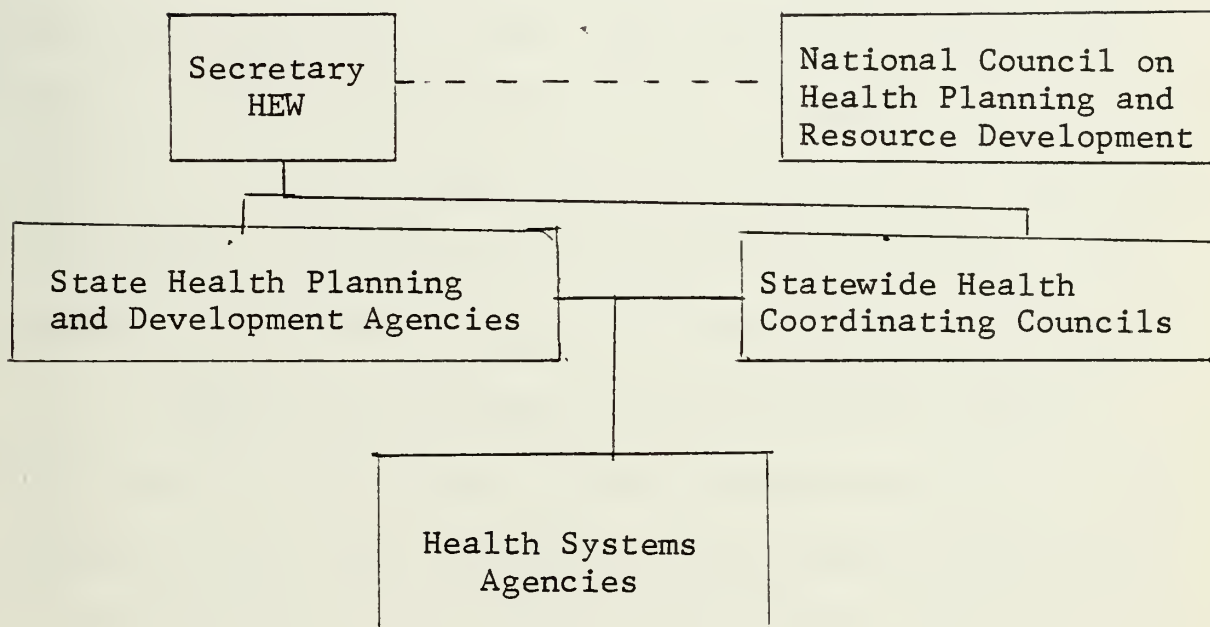 Secretary
HEW
National Council on
Health Planning and
Resource Development
State Health Planning
and Development Agencies
Statewide Health
Coordinating Councils
Health Systems
Agencies